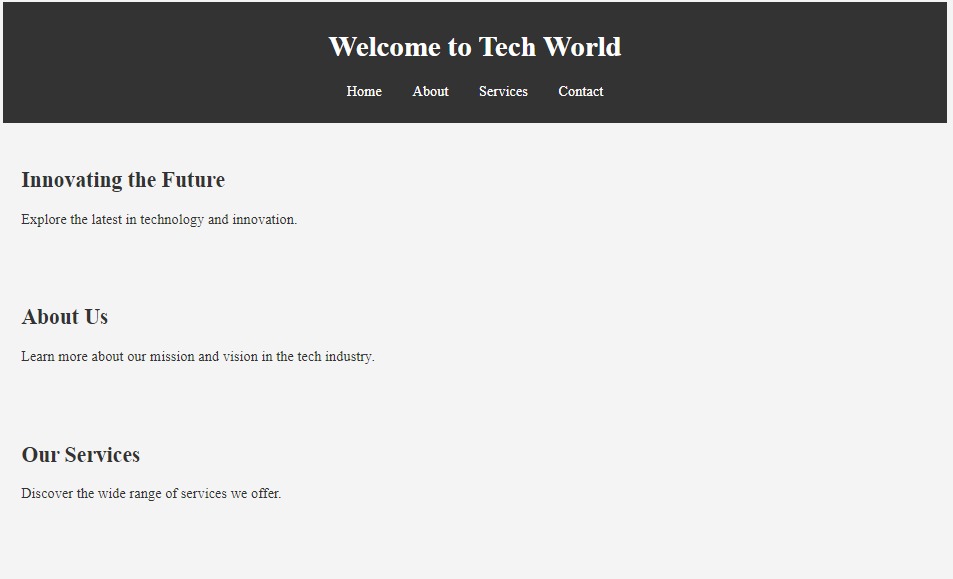 Welcome to Tech World
Home About Services Contact
Innovating the Future
Explore the latest in technology and innovation.
About Us
Learn more about our mission and vision in the tech industry.
Our Services
Discover the wide range of services we offer.